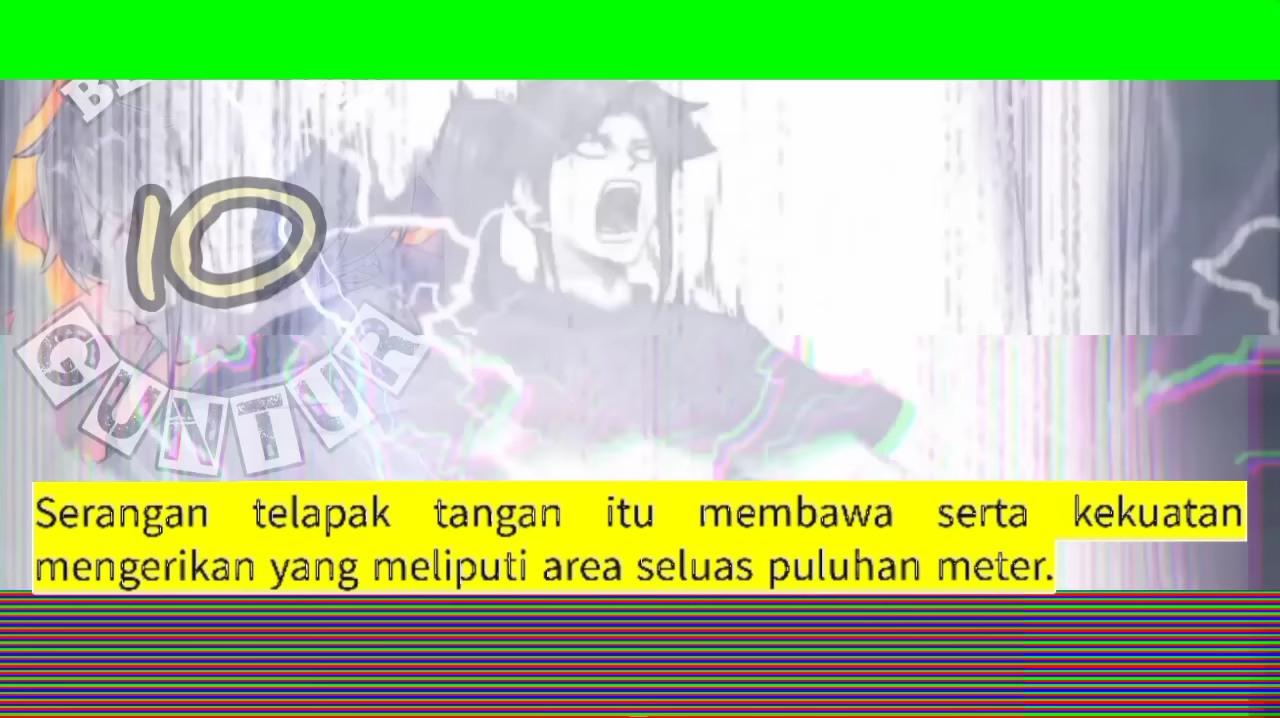 10
GUNTUR
Serangan telapak tangan itu membawa serta kekuatan
mengerikan yang meliputi area seluas puluhan meter.